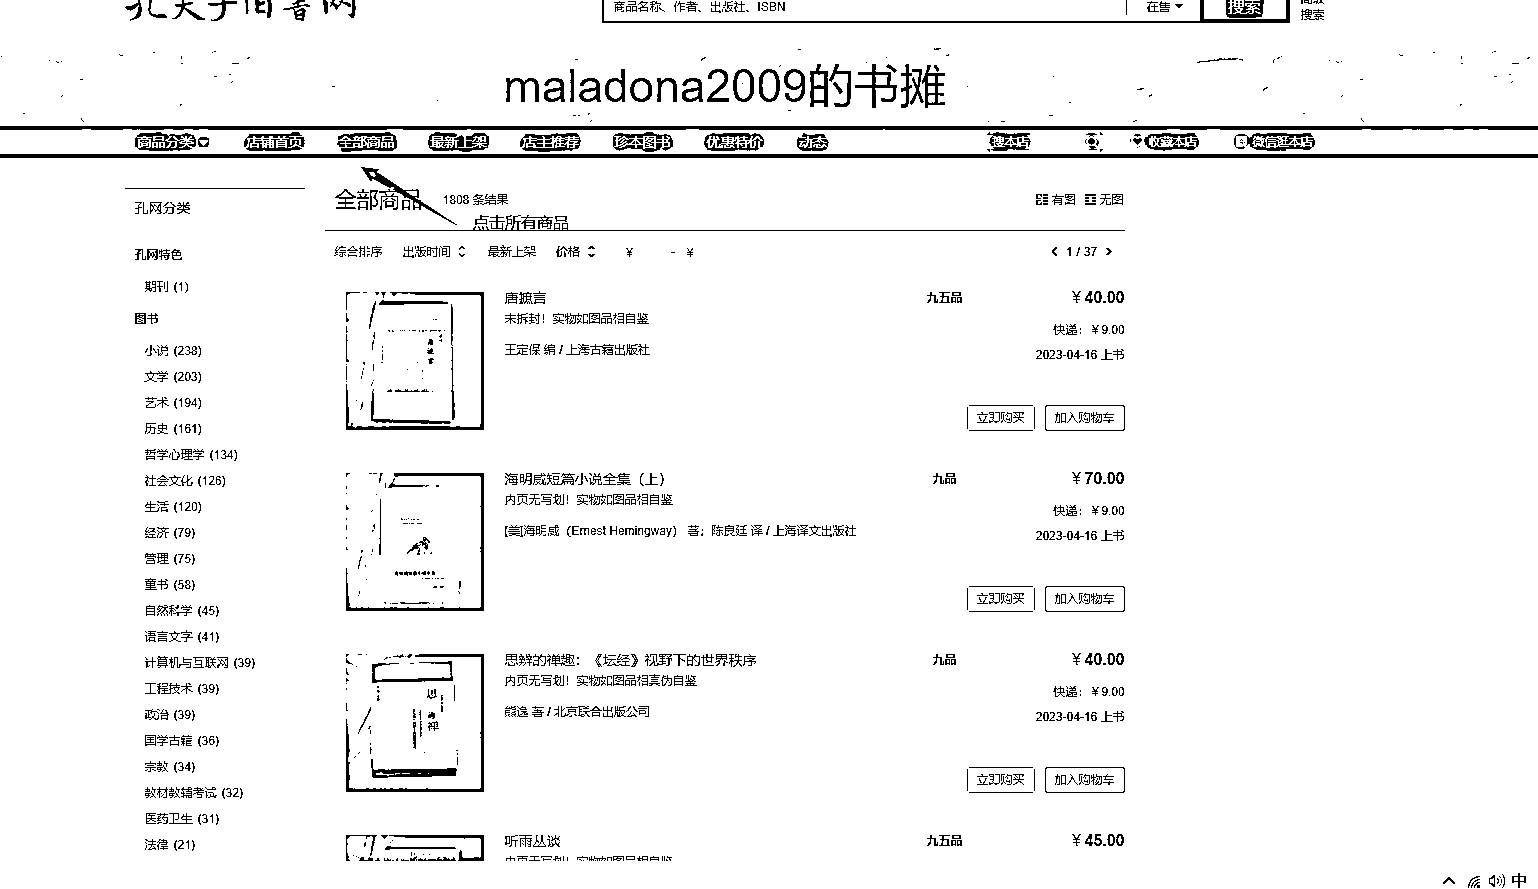 孔夫子旧书网
商品名称、作者、出版社、ISBN 在售 搜索 高级
搜索
maladona2009的书摊
商品分类 店铺首页 全部商品 最新上架 店主推荐 珍本图书 优惠特价 动态 搜本店 收藏本店 微信逛本店
全部商品 1808 条结果 有图 无图
点击所有商品
综合排序 出版时间 最新上架 价格 ¥ - ¥ < 1 / 37 >
孔网分类
孔网特色
期刊 (1)
图书
小说 (238)
文学 (203)
艺术 (194)
历史 (161)
哲学心理学 (134)
社会文化 (126)
生活 (120)
经济 (79)
管理 (75)
童书 (58)
自然科学 (45)
语言文字 (41)
计算机与互联网 (39)
工程技术 (39)
政治 (39)
国学古籍 (36)
宗教 (34)
教材教辅考试 (32)
医药卫生 (31)
法律 (21)
唐摭言 九五品 ¥ 40.00
未拆封！实物如图品相自鉴
快递：¥ 9.00
王定保 编 / 上海古籍出版社
2023-04-16 上书
立即购买 加入购物车
海明威短篇小说全集（上） 九品 ¥ 70.00
内页无写划！实物如图品相自鉴
快递：¥ 9.00
[美]海明威（Ernest Hemingway） 著；陈良廷 译 / 上海译文出版社
2023-04-16 上书
立即购买 加入购物车
思辨的禅趣：《坛经》视野下的世界秩序 九品 ¥ 40.00
内页无写划！实物如图品相真伪自鉴
快递：¥ 9.00
熊逸 著 / 北京联合出版公司
2023-04-16 上书
立即购买 加入购物车
听雨丛谈 九五品 ¥ 45.00
内页无写划！实物如图品相自鉴
中